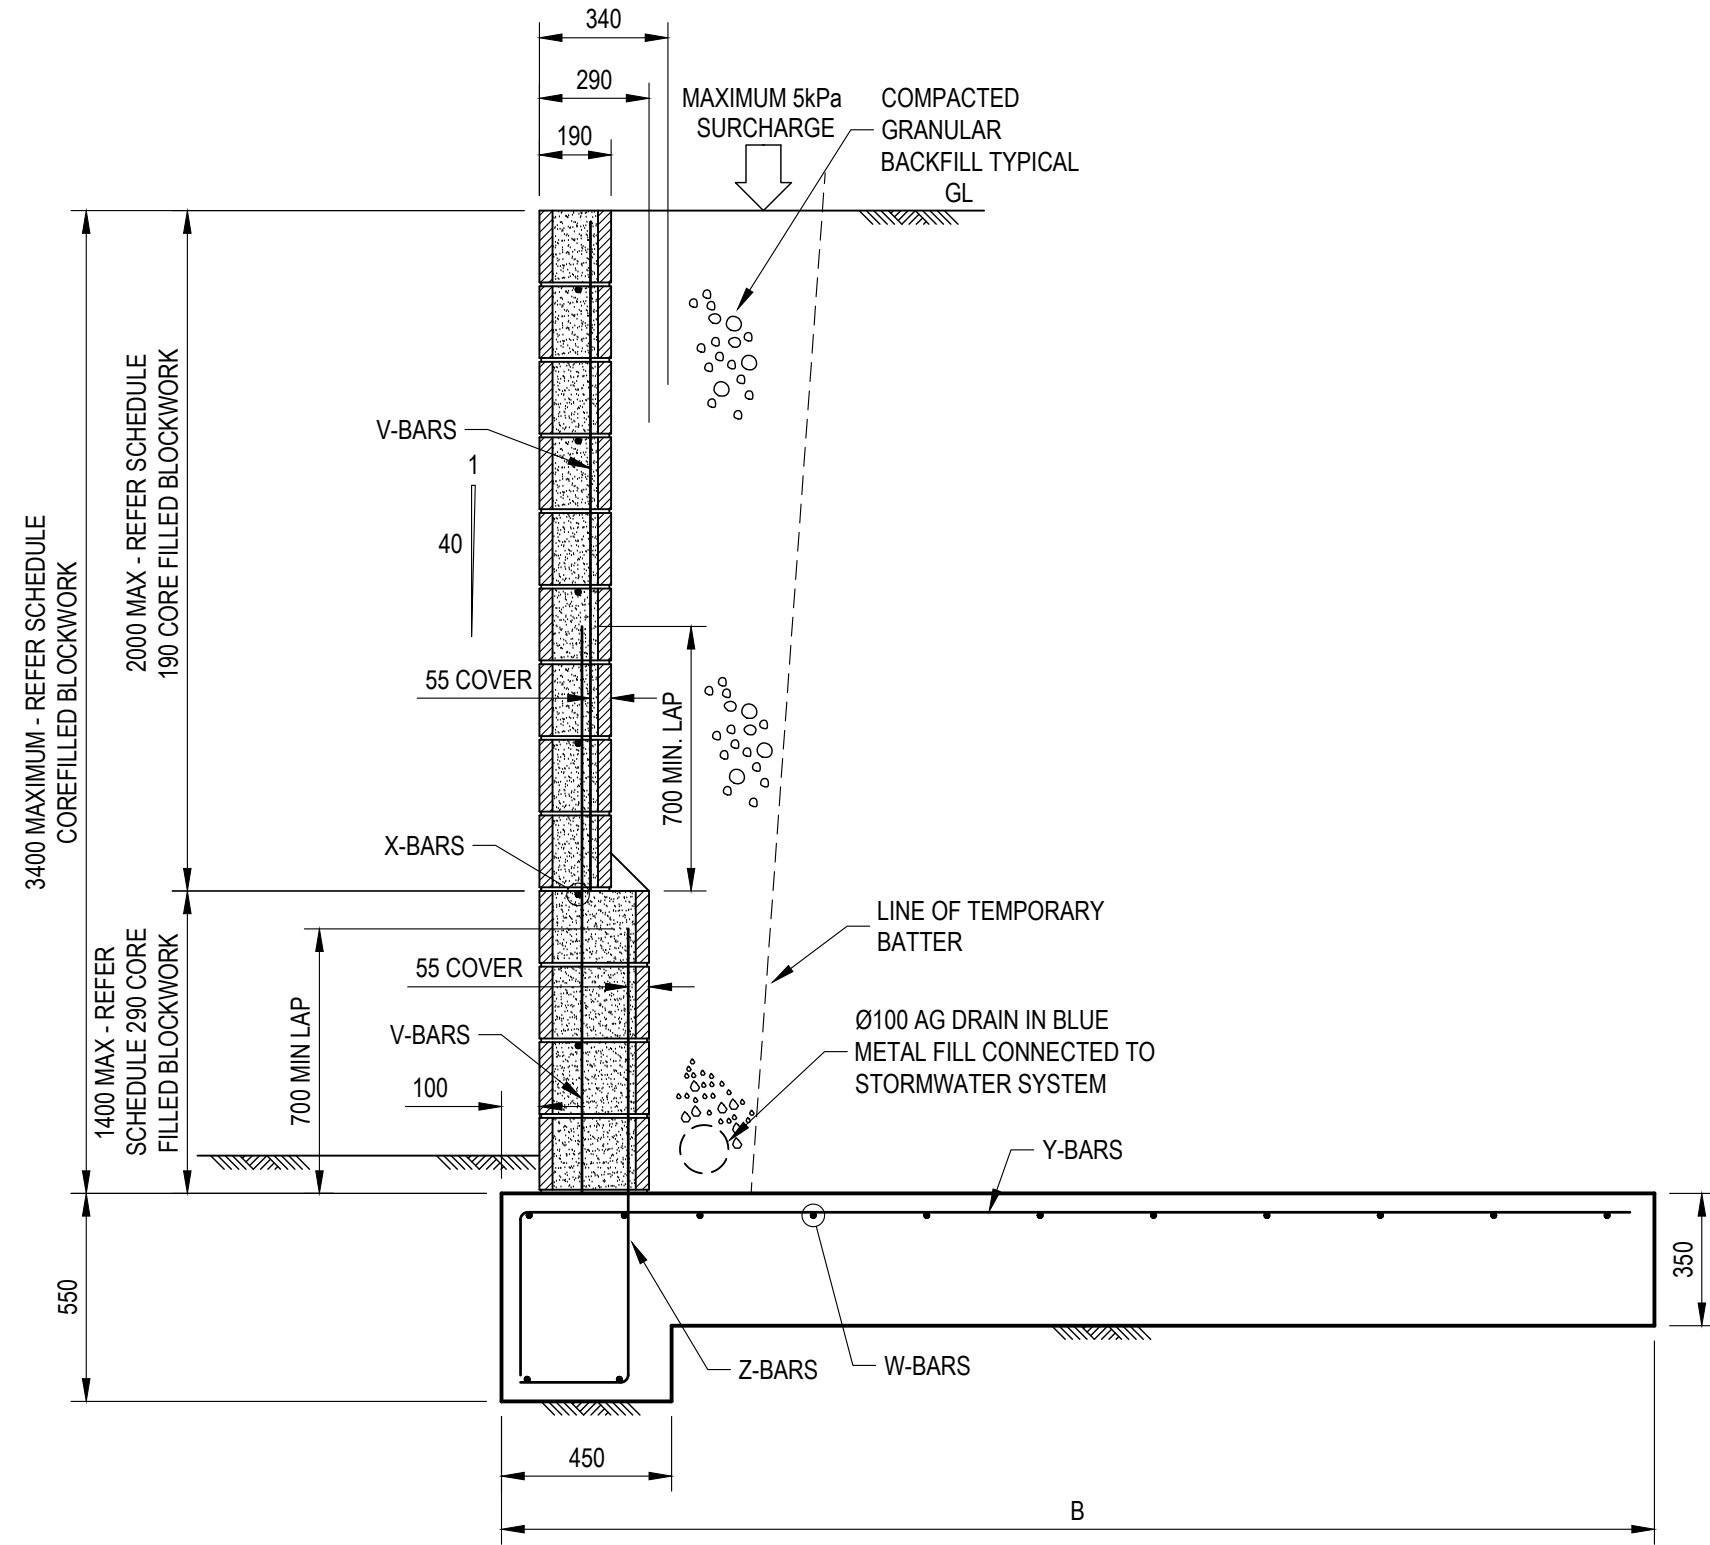 340
290
190
MAXIMUM 5kPa
SURCHARGE
COMPACTED
GRANULAR
BACKFILL TYPICAL
GL
3400 MAXIMUM - REFER SCHEDULE
COREFILLED BLOCKWORK
2000 MAX - REFER SCHEDULE
190 CORE FILLED BLOCKWORK
V-BARS
1
40
55 COVER
700 MIN. LAP
X-BARS
1400 MAX - REFER
SCHEDULE 290 CORE
FILLED BLOCKWORK
700 MIN LAP
55 COVER
V-BARS
100
LINE OF TEMPORARY
BATTER
Ø100 AG DRAIN IN BLUE
METAL FILL CONNECTED TO
STORMWATER SYSTEM
Y-BARS
550
350
Z-BARS
W-BARS
450
B